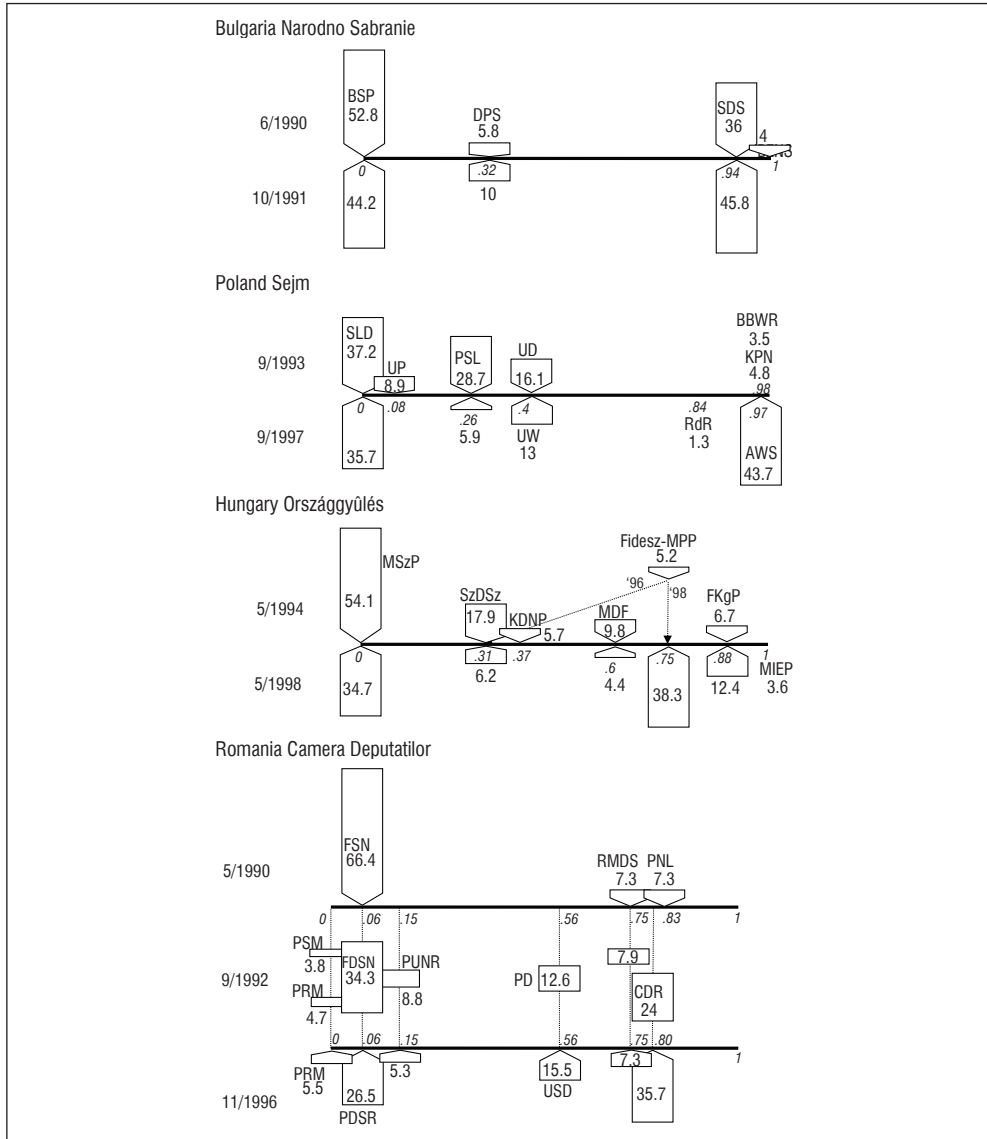 Bulgaria Narodno Sabranie
BSP
52.8
DPS
5.8
SDS
36
4
6/1990
0
.32
.94
1
10/1991
44.2
10
45.8
Poland Sejm
SLD
37.2
UP
8.9
PSL
28.7
UD
16.1
BBWR
3.5
KPN
4.8
.98
9/1993
0
.08
.26
.4
.84
.97
9/1997
35.7
5.9
UW
13
RdR
1.3
AWS
43.7
Hungary Országgyûlés
MSzP
54.1
SzDSz
17.9
KDNP
5.7
MDF
9.8
Fidesz-MPP
5.2
‘96
‘98
FKgP
6.7
5/1994
0
.31
.37
.6
.75
.88
1
5/1998
34.7
6.2
4.4
38.3
12.4
MIEP
3.6
Romania Camera Deputatilor
FSN
66.4
RMDS
7.3
PNL
7.3
5/1990
0
.06
.15
.56
.75
.83
1
PSM
3.8
FDSN
34.3
PUNR
8.8
PD
12.6
7.9
CDR
24
9/1992
PRM
4.7
0
.06
.15
.56
.75
.80
1
PRM
5.5
26.5
PDSR
5.3
15.5
USD
7.3
35.7
11/1996